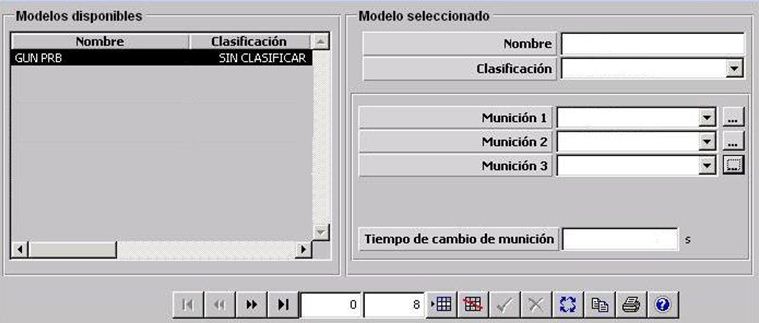 Modelos disponibles
Nombre Clasificación
GUN PRB SIN CLASIFICAR
Modelo seleccionado
Nombre
Clasificación
Munición 1 ...
Munición 2 ...
Munición 3 ...
Tiempo de cambio de munición s
0 8 ?